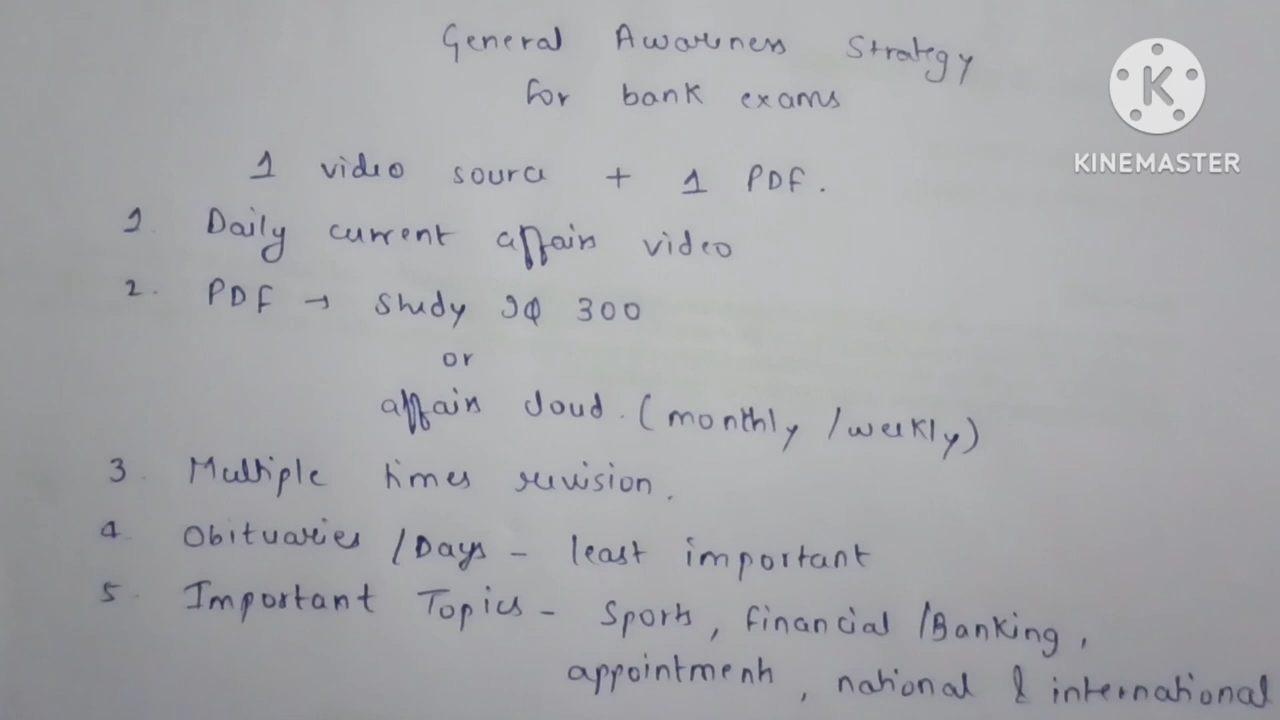 General Awareness Strategy
for bank exams
K
KINEMASTER
1 video source + 1 PDF.
1. Daily current affairs video
2. PDF → Study IQ 300
or
affairs cloud. (monthly /weekly)
3. Multiple times revision.
4. Obituaries /Days - least important
5. Important Topics - Sports, financial /Banking,
appointments, national & international